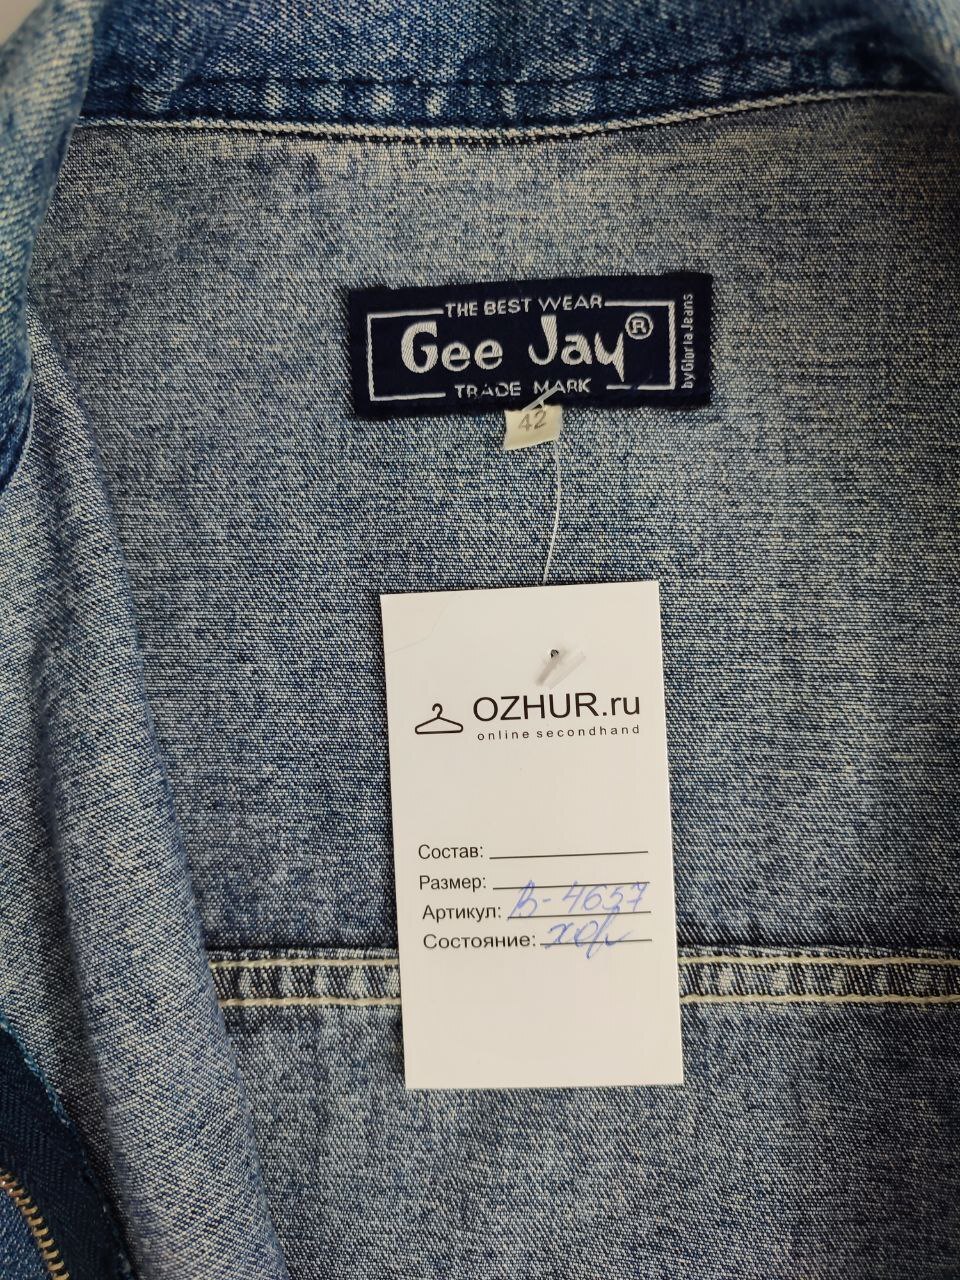 THE BEST WEAR
Gee Jay®
TRADE MARK
by Gloria Jeans
42
OZHUR.ru
online secondhand
Состав:
Размер:
Артикул: В-4657
Состояние: хор